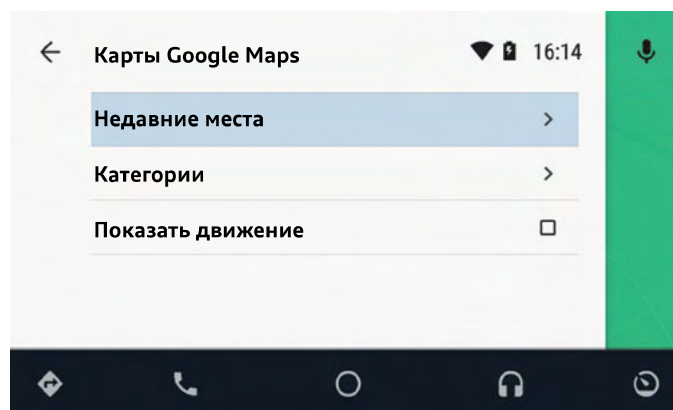 Карты Google Maps 16:14
Недавние места
Категории
Показать движение